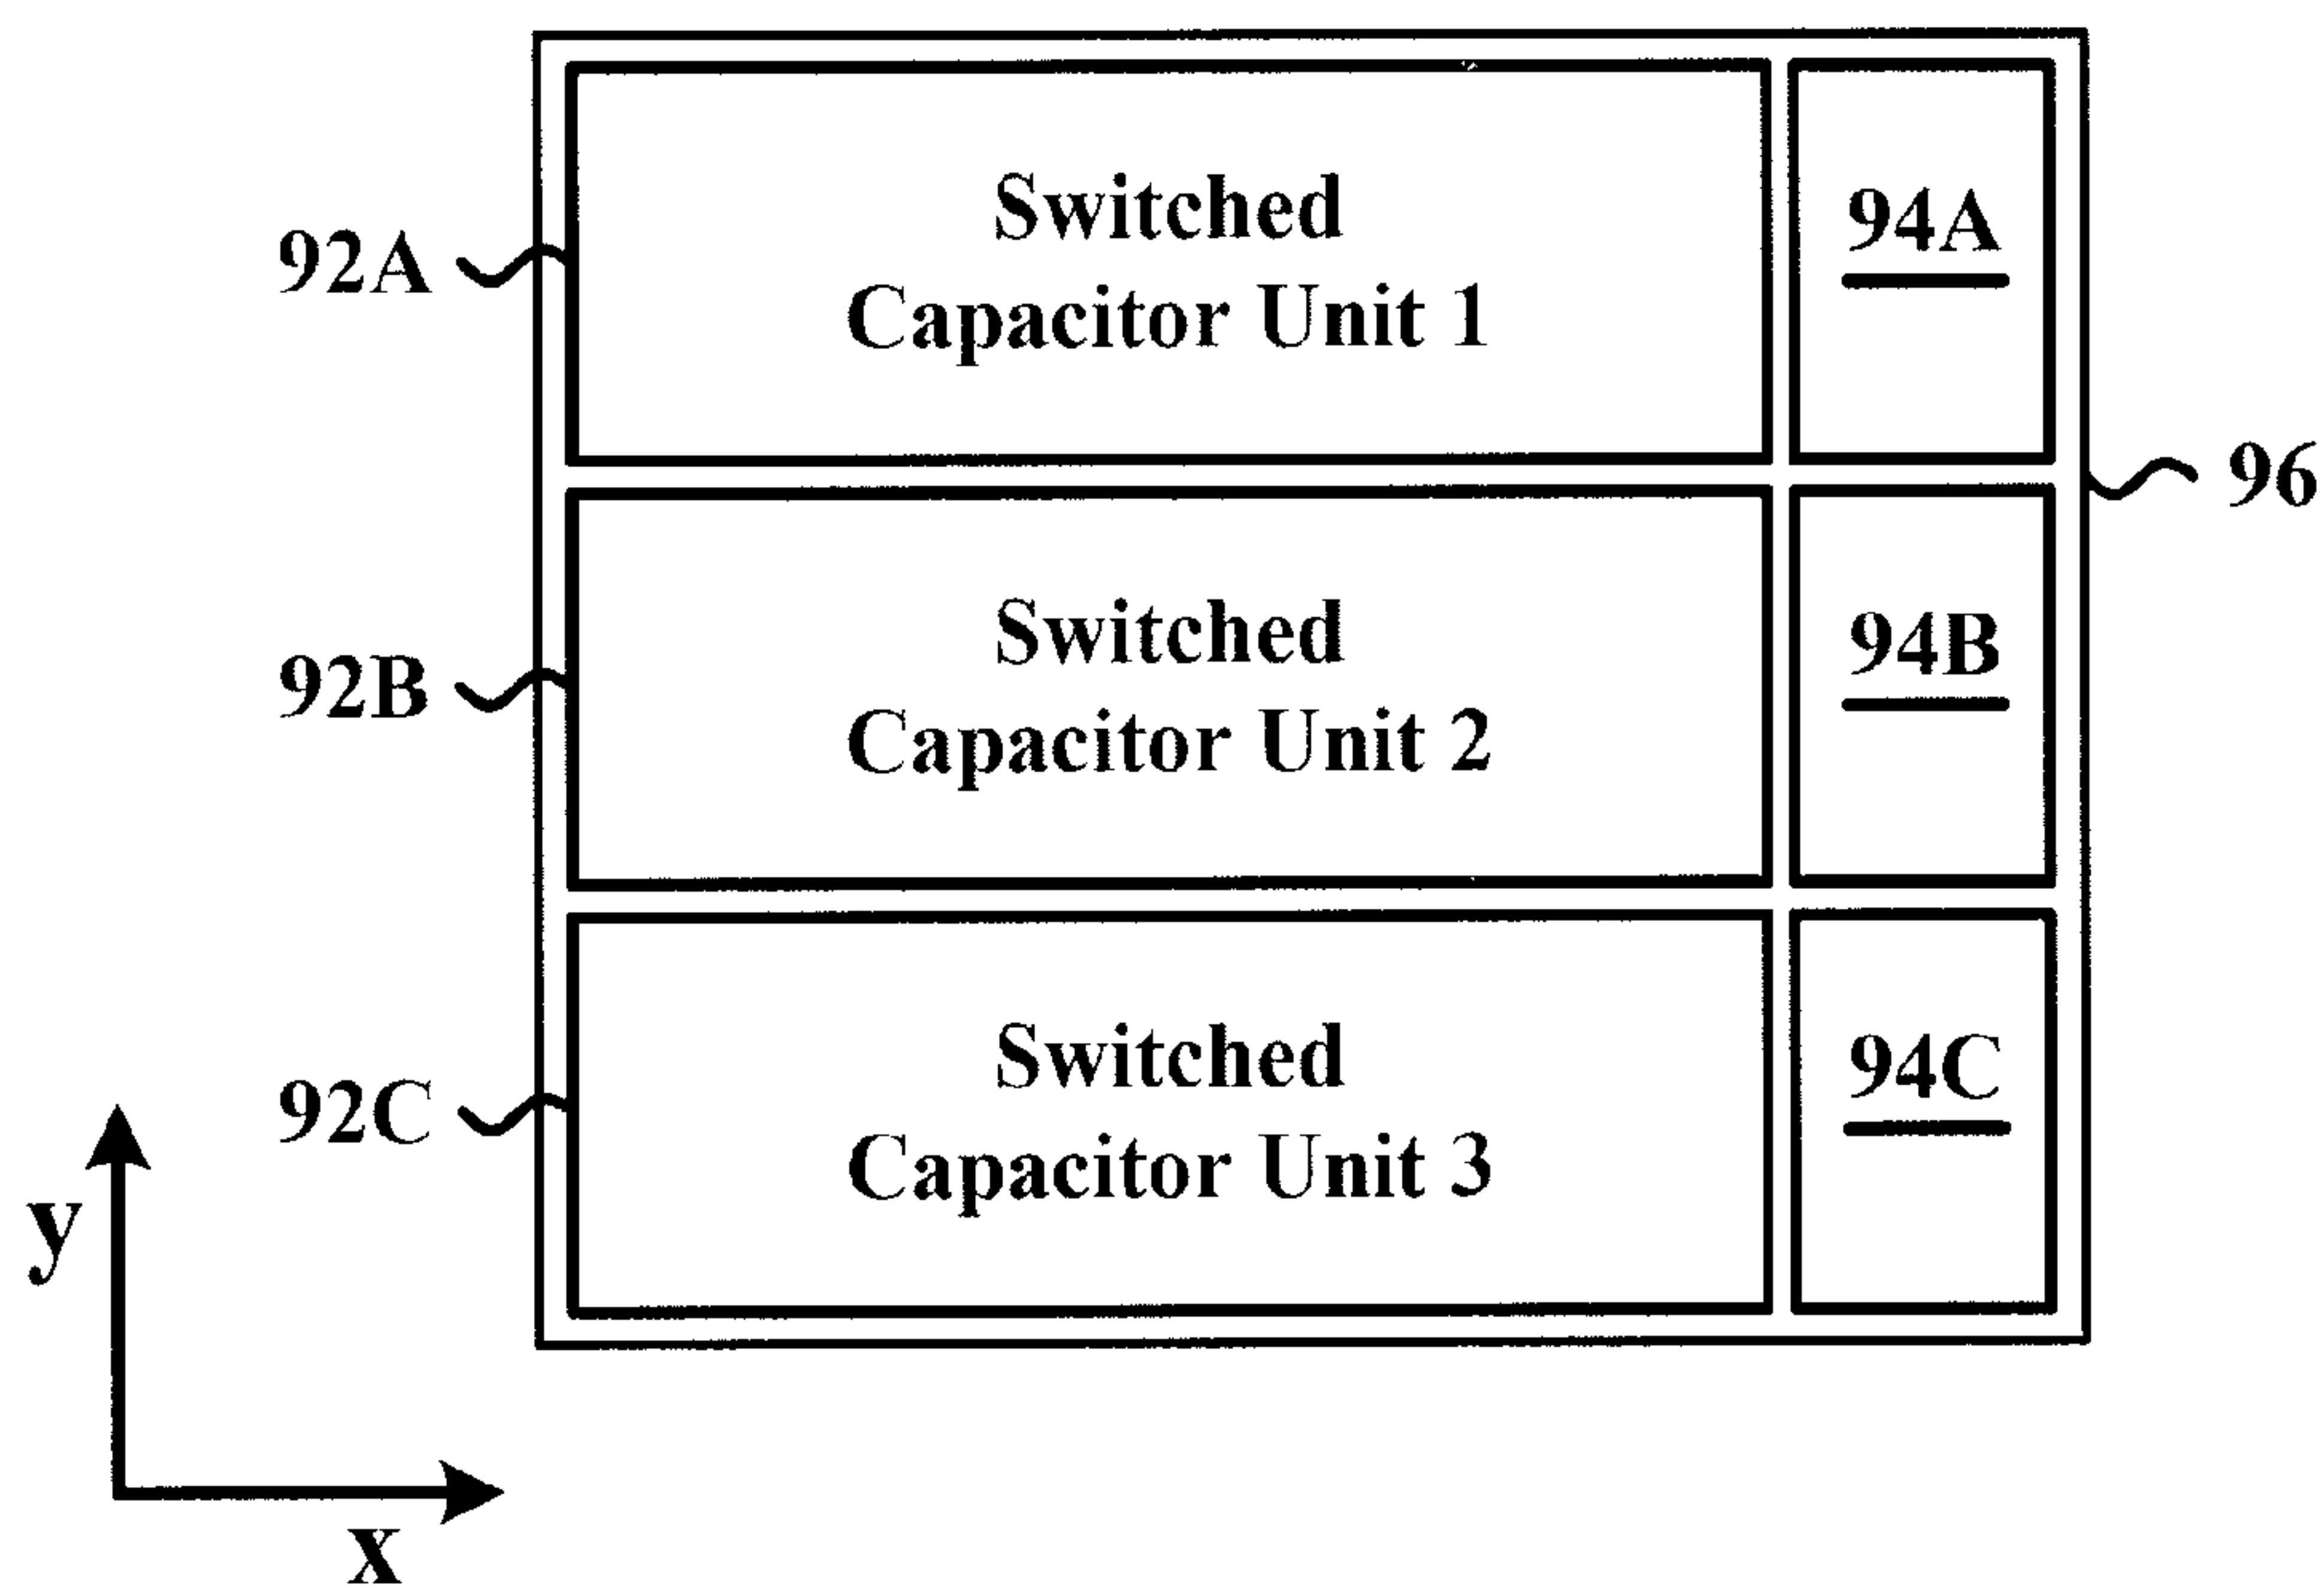 Switched
Capacitor Unit 1
92A
94A
96
Switched
Capacitor Unit 2
92B
94B
Switched
Capacitor Unit 3
92C
94C
y
x